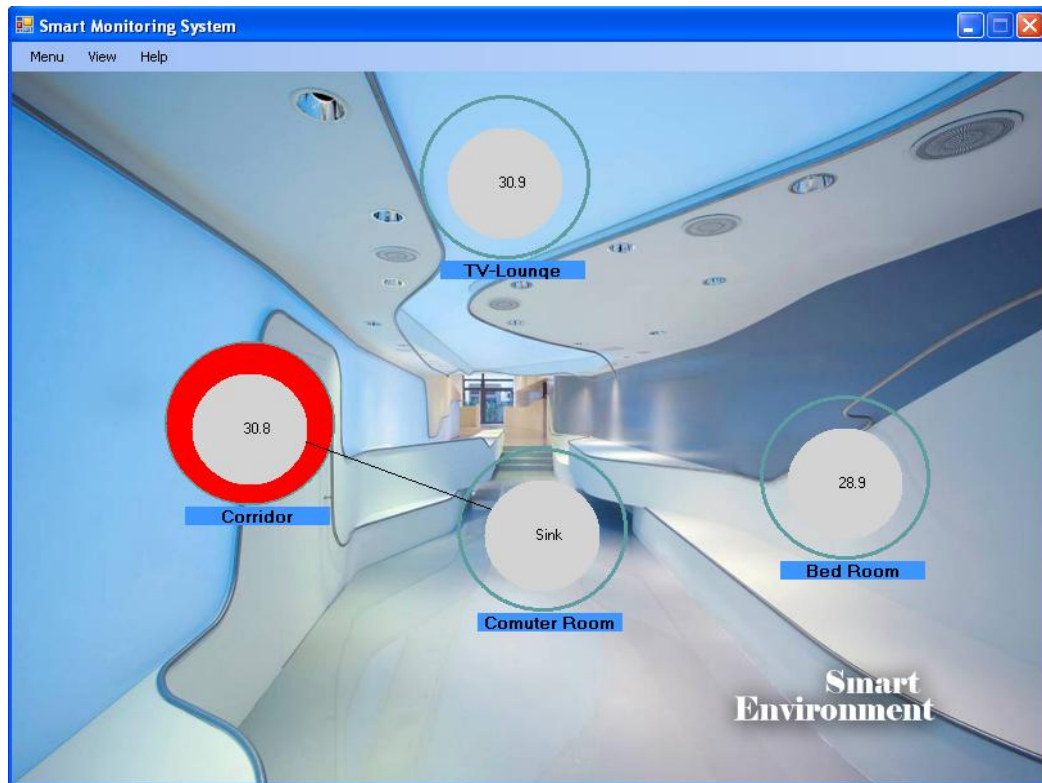 Smart Monitoring System
Menu View Help
30.9
TV-Lounge
30.8
Corridor
28.9
Bed Room
Sink
Comuter Room
Smart
Environment